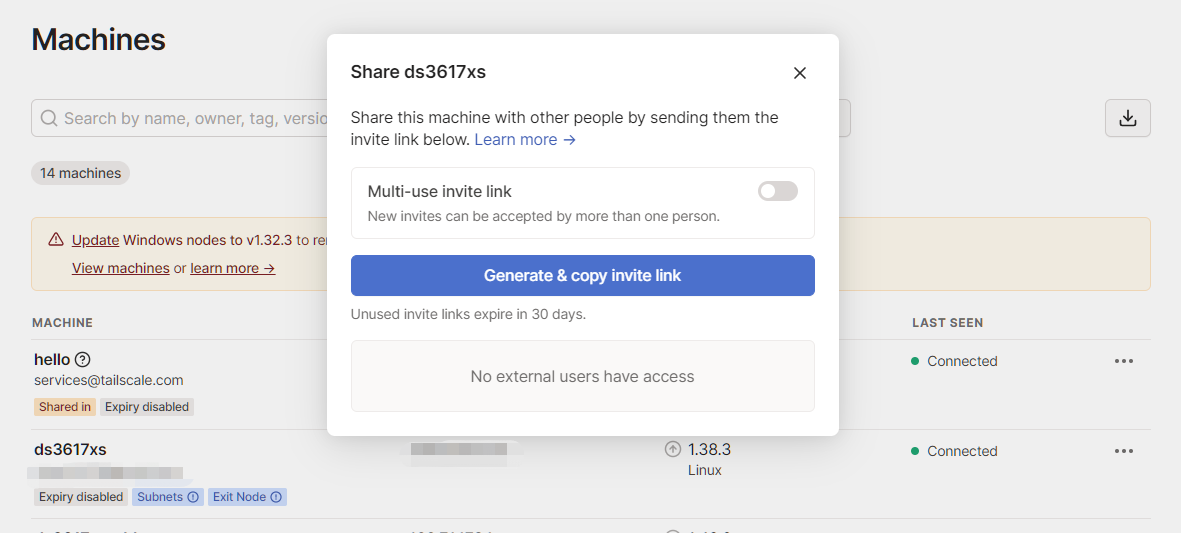 Machines
Share ds3617xs
Share this machine with other people by sending them the
invite link below. Learn more →
Search by name, owner, tag, versio
14 machines
Multi-use invite link
New invites can be accepted by more than one person.
Update Windows nodes to v1.32.3 to re
View machines or learn more →
Generate & copy invite link
Unused invite links expire in 30 days.
MACHINE
LAST SEEN
hello
services@tailscale.com
Shared in
Expiry disabled
Connected
No external users have access
ds3617xs
1.38.3
Linux
Connected
Expiry disabled
Subnets
Exit Node